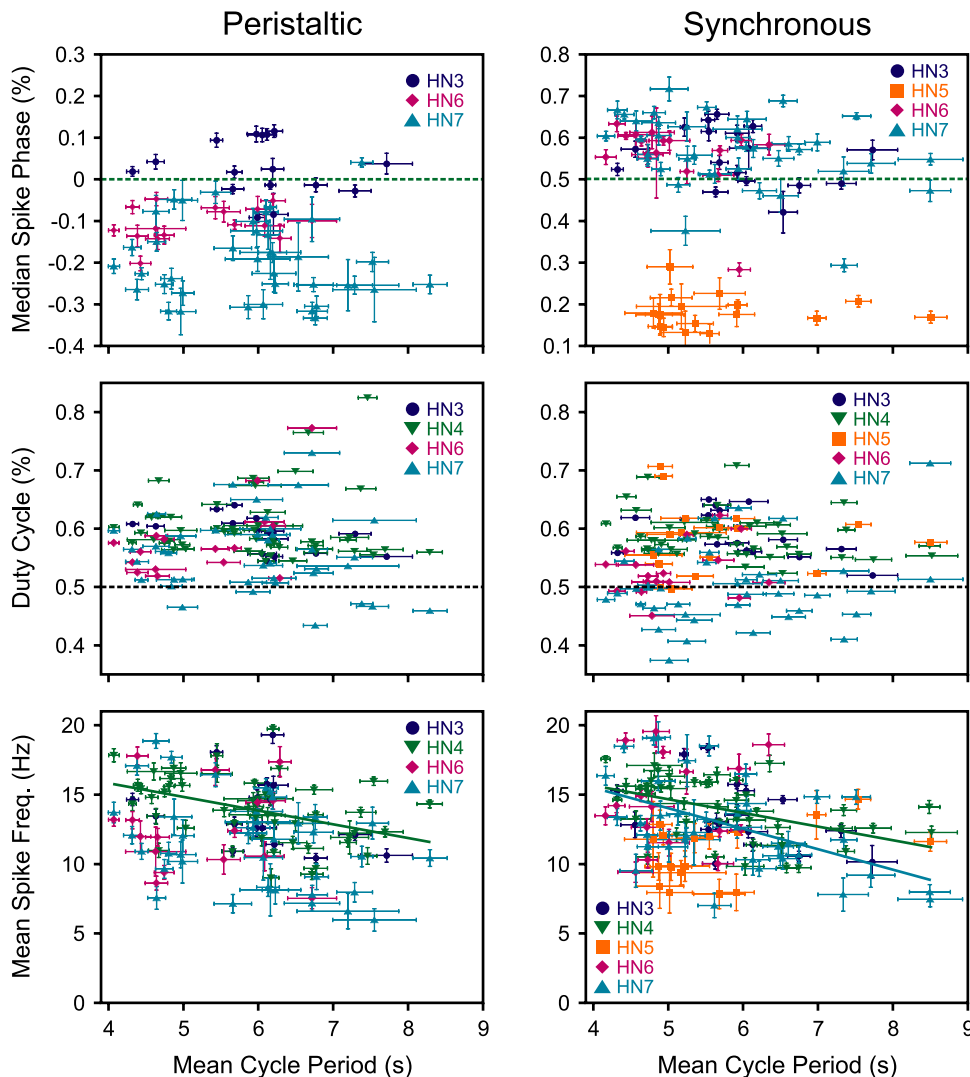 Peristaltic
Synchronous
Median Spike Phase (%)
0.3
0.2
0.1
0
-0.1
-0.2
-0.3
-0.4
HN3
HN6
HN7
0.3
0.8
0.7
0.6
0.5
0.4
0.3
0.2
0.1
HN3
HN5
HN6
HN7
Duty Cycle (%)
0.8
0.7
0.6
0.5
0.4
HN3
HN4
HN6
HN7
0.8
0.7
0.6
0.5
0.4
HN3
HN4
HN5
HN6
HN7
Mean Spike Freq. (Hz)
20
15
10
5
0
HN3
HN4
HN6
HN7
4 5 6 7 8 9
Mean Cycle Period (s)
20
15
10
5
0
HN3
HN4
HN5
HN6
HN7
4 5 6 7 8 9
Mean Cycle Period (s)